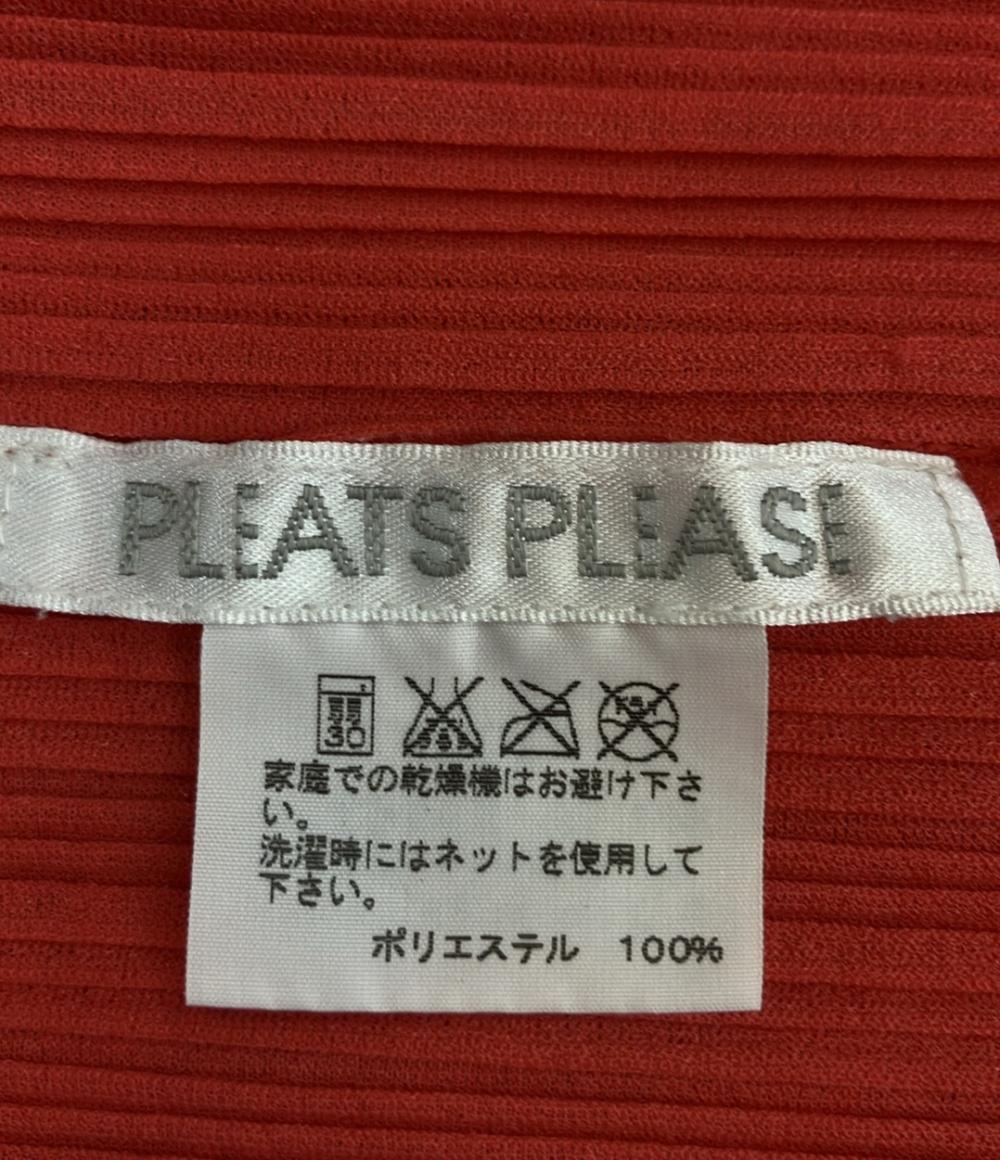 PLEATS PLEASE
弱
30
家庭での乾燥機はお避け下さ
い。
洗濯時にはネットを使用して
下さい。
ポリエステル 100%